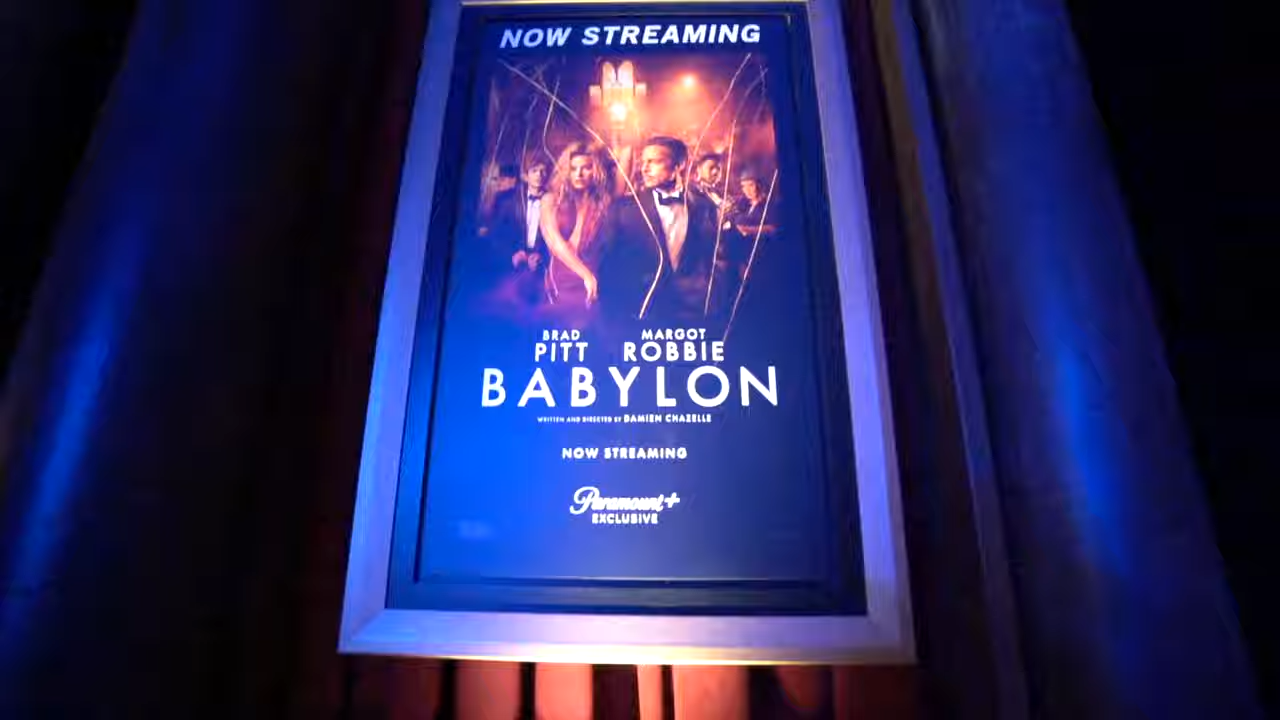 NOW STREAMING
BRAD MARGOT
PITT ROBBIE
BABYLON
WRITTEN AND DIRECTED BY DAMIEN CHAZELLE
NOW STREAMING
Paramount+
EXCLUSIVE